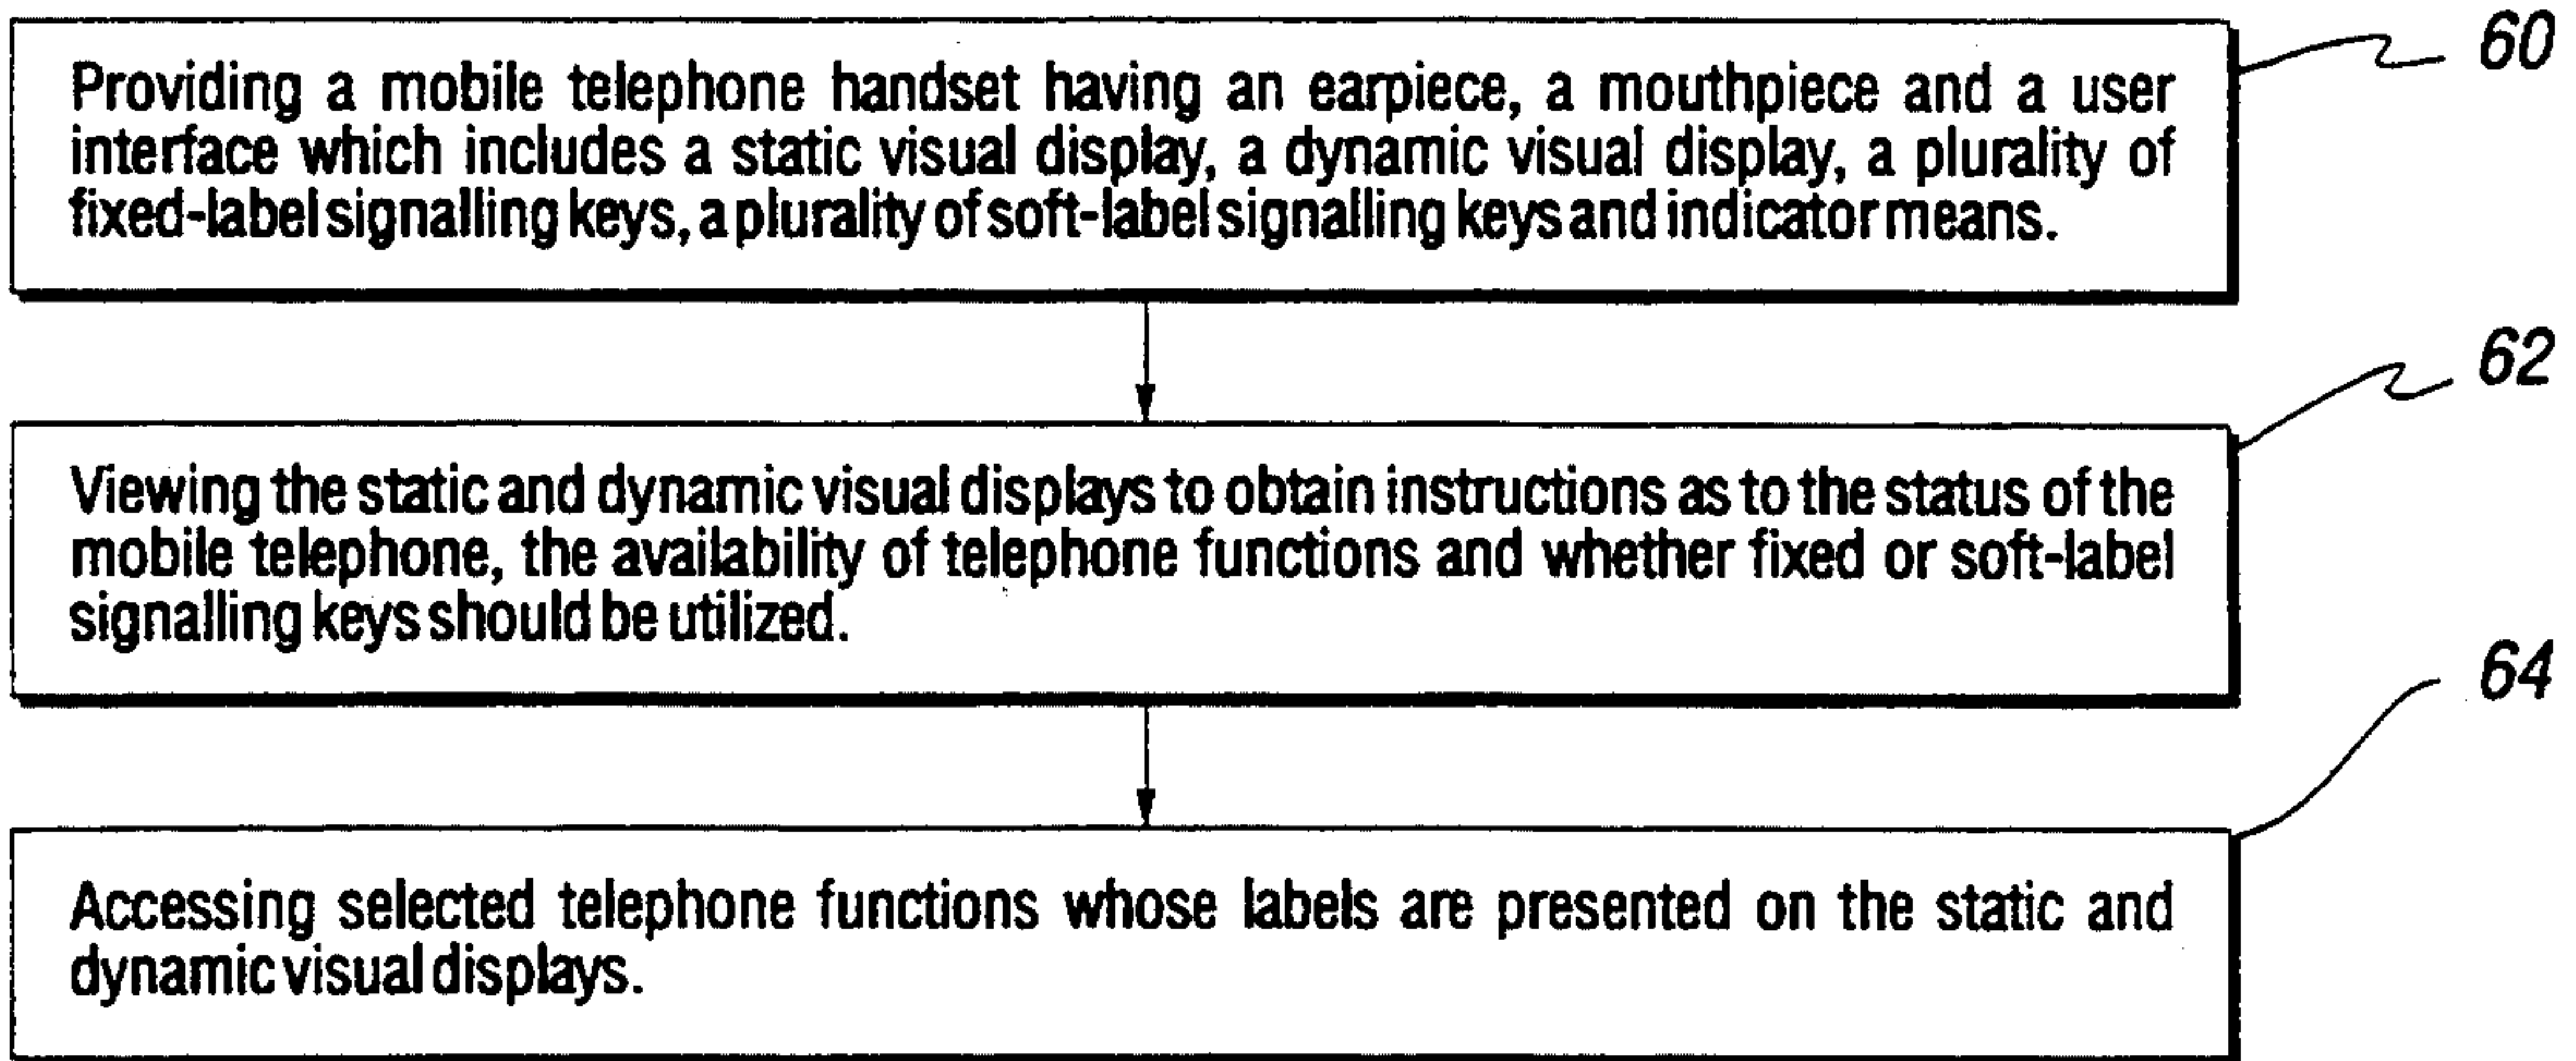 60
Providing a mobile telephone handset having an earpiece, a mouthpiece and a user
interface which includes a static visual display, a dynamic visual display, a plurality of
fixed-label signalling keys, a plurality of soft-label signalling keys and indicator means.
62
Viewing the static and dynamic visual displays to obtain instructions as to the status of the
mobile telephone, the availability of telephone functions and whether fixed or soft-label
signalling keys should be utilized.
64
Accessing selected telephone functions whose labels are presented on the static and
dynamic visual displays.